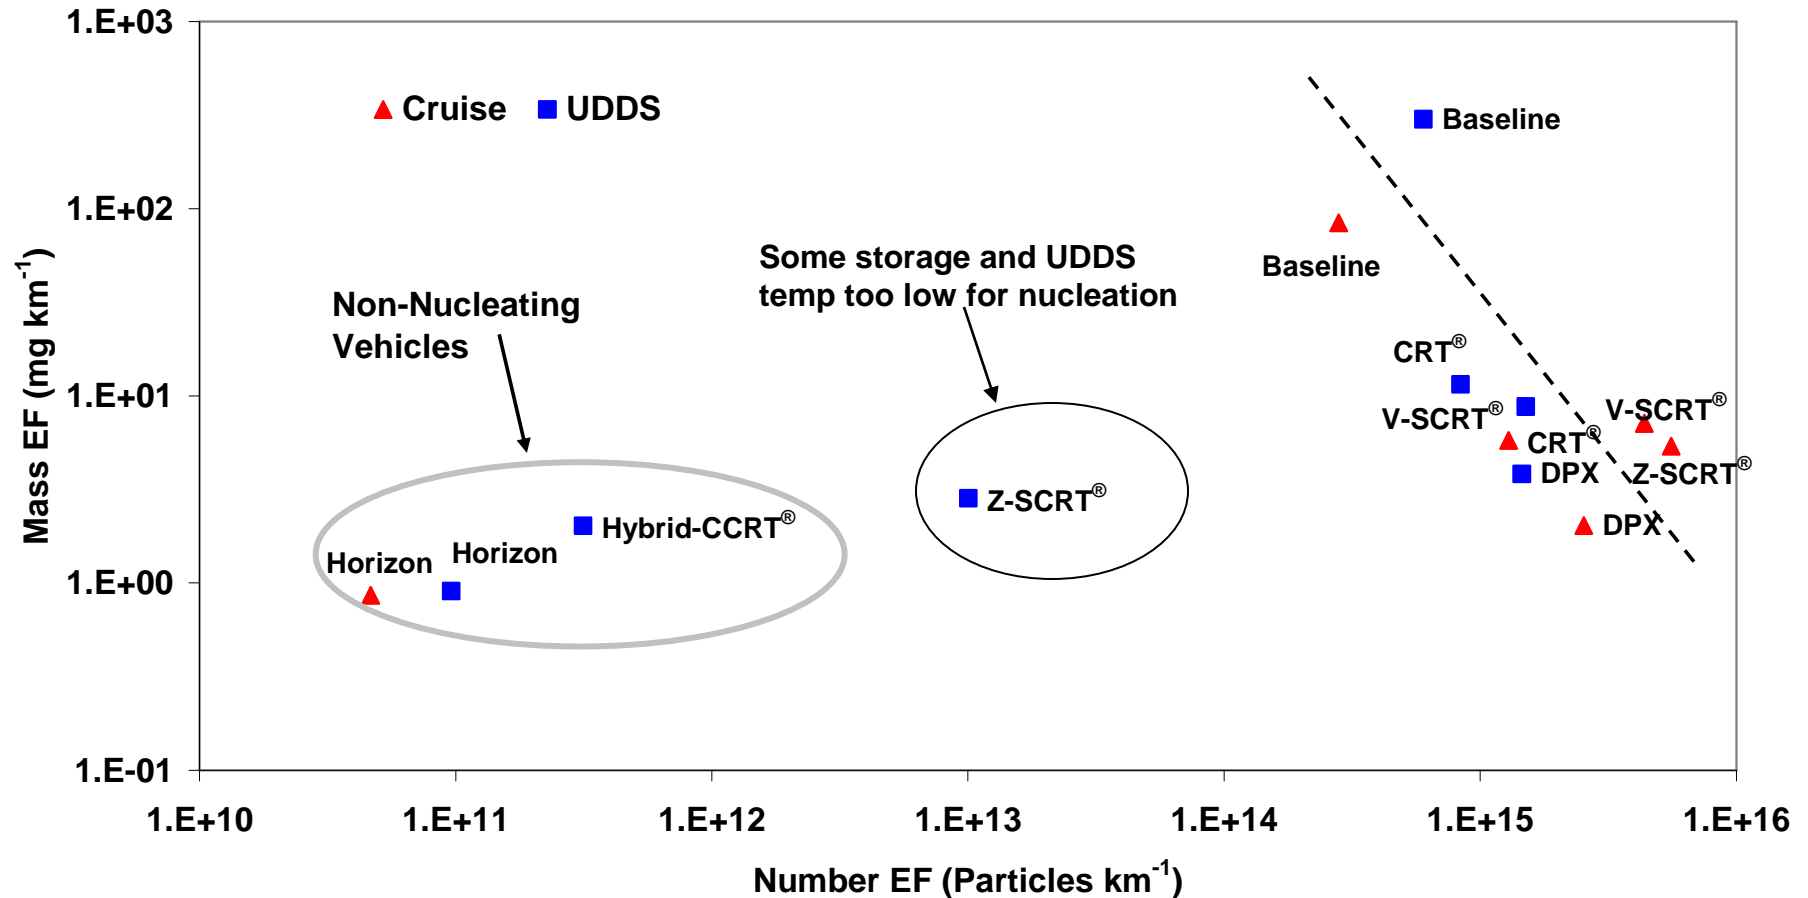 1.E+03
Cruise
UDDS
Baseline
1.E+02
Some storage and UDDS
temp too low for nucleation
Baseline
Non-Nucleating
Vehicles
CRT®
1.E+01
V-SCRT®
V-SCRT®
CRT®
DPX
Z-SCRT®
Z-SCRT®
Hybrid-CCRT®
DPX
Horizon
Horizon
1.E+00
1.E-01
1.E+10
1.E+11
1.E+12
1.E+13
1.E+14
1.E+15
1.E+16
Number EF (Particles km⁻¹)
Mass EF (mg km⁻¹)